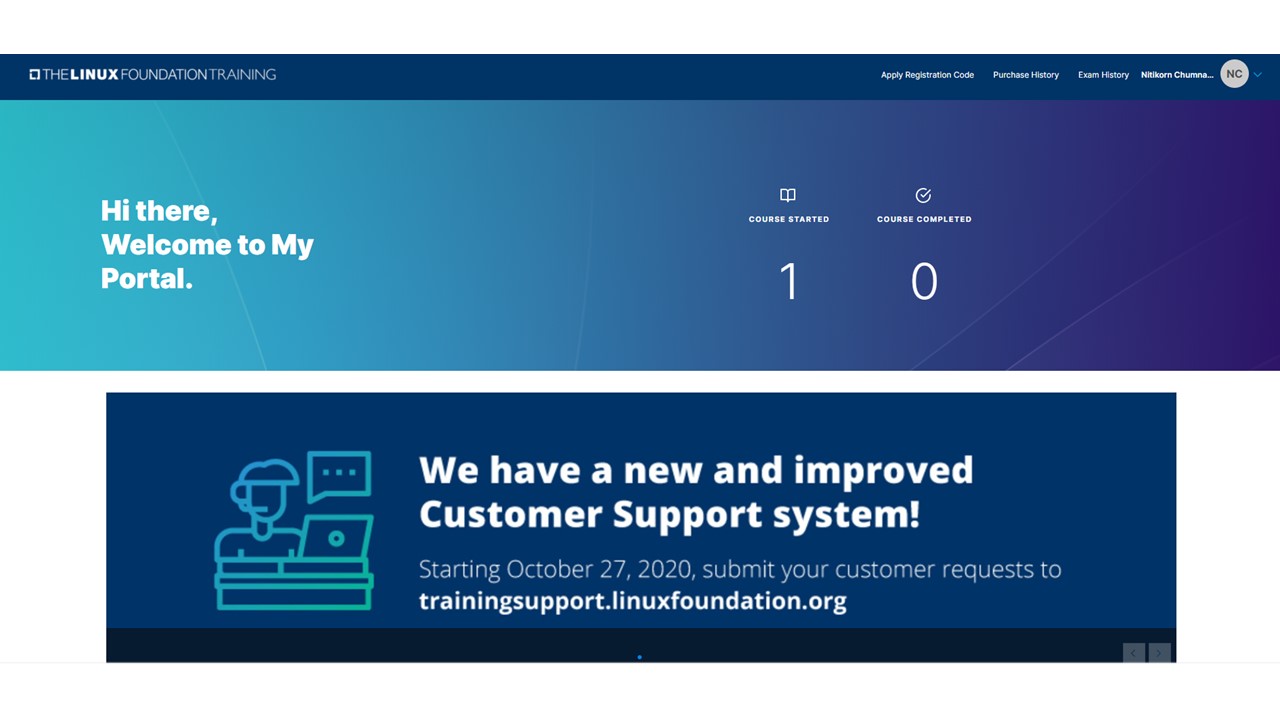 THE LINUX FOUNDATION TRAINING
Apply Registration Code
Purchase History
Exam History
Nitikorn Chumna...
NC
Hi there,
Welcome to My
Portal.
COURSE STARTED
COURSE COMPLETED
1
0
We have a new and improved
Customer Support system!
Starting October 27, 2020, submit your customer requests to
trainingsupport.linuxfoundation.org